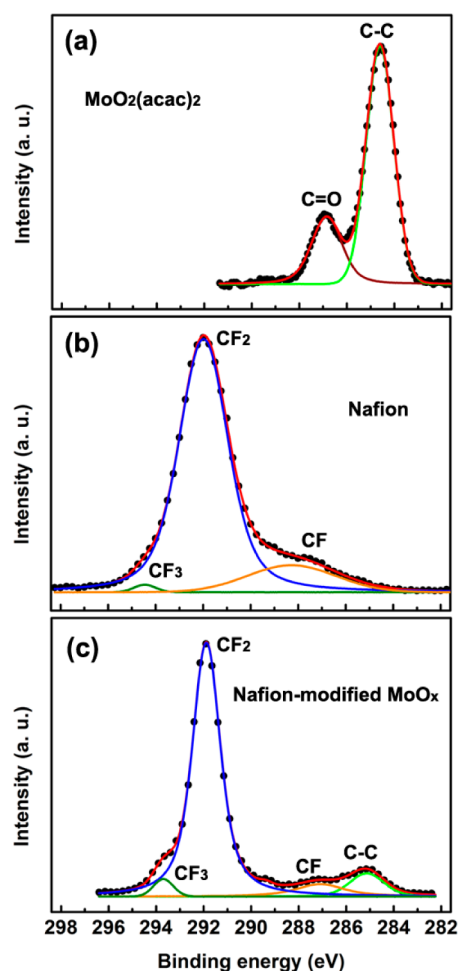 (a)
C-C
MoO2(acac)2
C=O
Intensity (a. u.)
(b)
CF2
Nafion
CF
CF3
Intensity (a. u.)
(c)
CF2
Nafion-modified MoOx
CF3
CF
C-C
Intensity (a. u.)
298 296 294 292 290 288 286 284 282
Binding energy (eV)